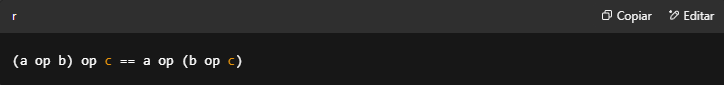 r Copiar Editar
(a op b) op c == a op (b op c)